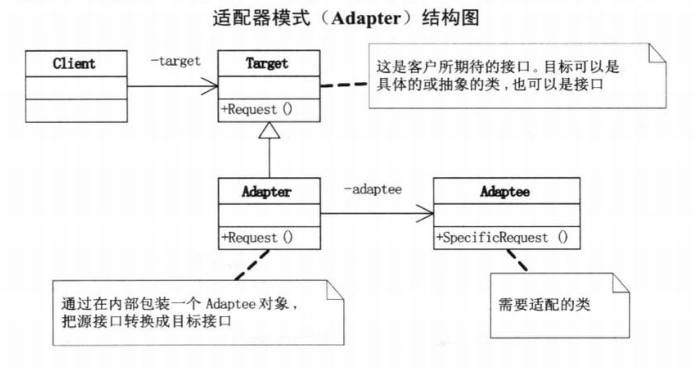 适配器模式（Adapter）结构图
Client
-target
Target
+Request()
这是客户所期待的接口。目标可以是
具体的或抽象的类,也可以是接口
Adapter
+Request()
-adaptee
Adaptee
+SpecificRequest()
通过在内部包装一个 Adaptee 对象,
把源接口转换成目标接口
需要适配的类